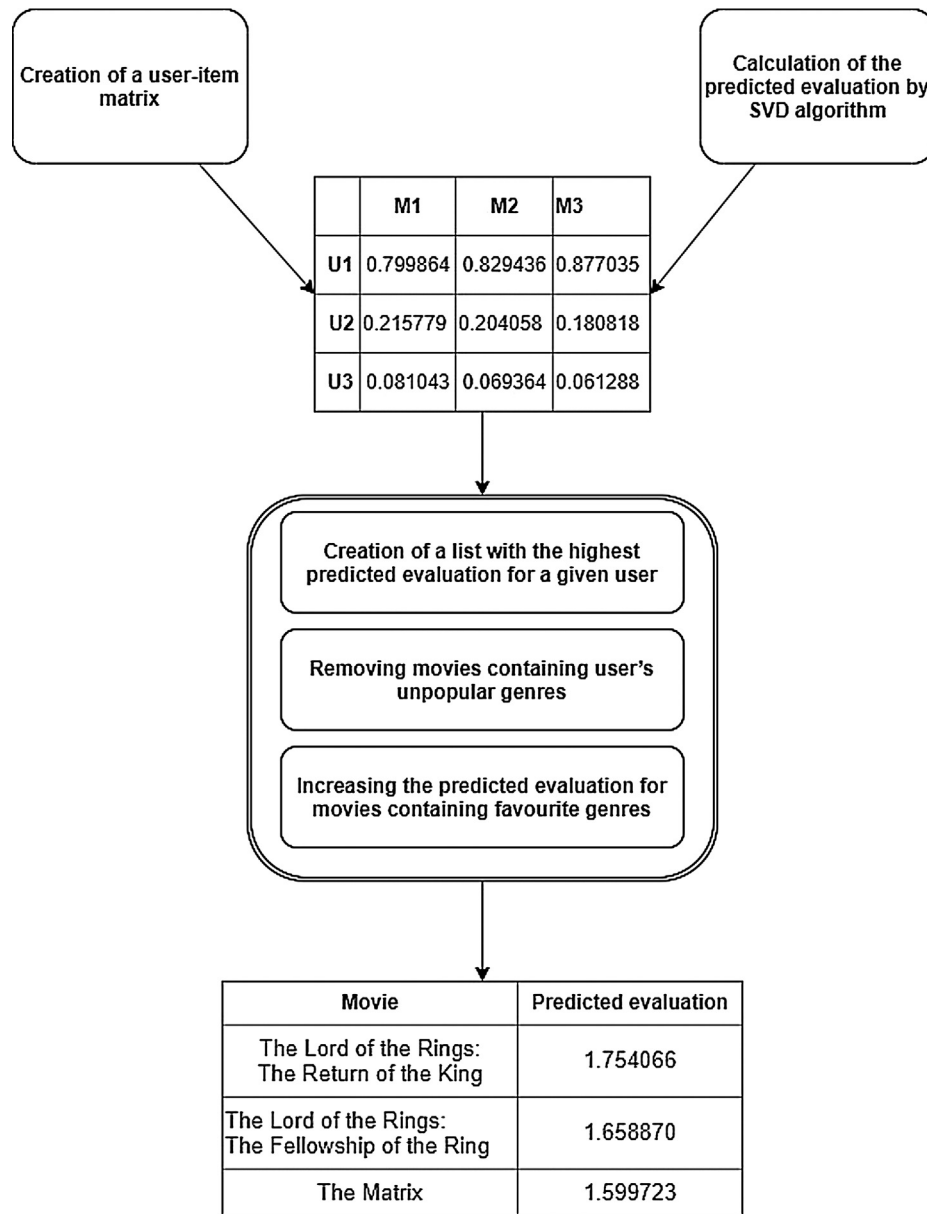 Creation of a user-item
matrix
Calculation of the
predicted evaluation by
SVD algorithm
M1 M2 M3
U1 0.799864 0.829436 0.877035
U2 0.215779 0.204058 0.180818
U3 0.081043 0.069364 0.061288
Creation of a list with the highest
predicted evaluation for a given user
Removing movies containing user's
unpopular genres
Increasing the predicted evaluation for
movies containing favourite genres
Movie Predicted evaluation
The Lord of the Rings:
The Return of the King
1.754066
The Lord of the Rings:
The Fellowship of the Ring
1.658870
The Matrix 1.599723